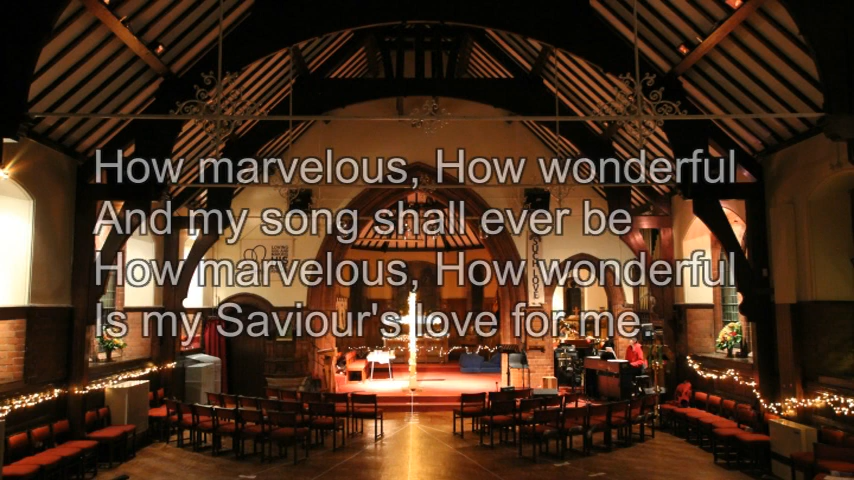 How marvelous, How wonderful
And my song shall ever be
How marvelous, How wonderful
Is my Saviour's love for me